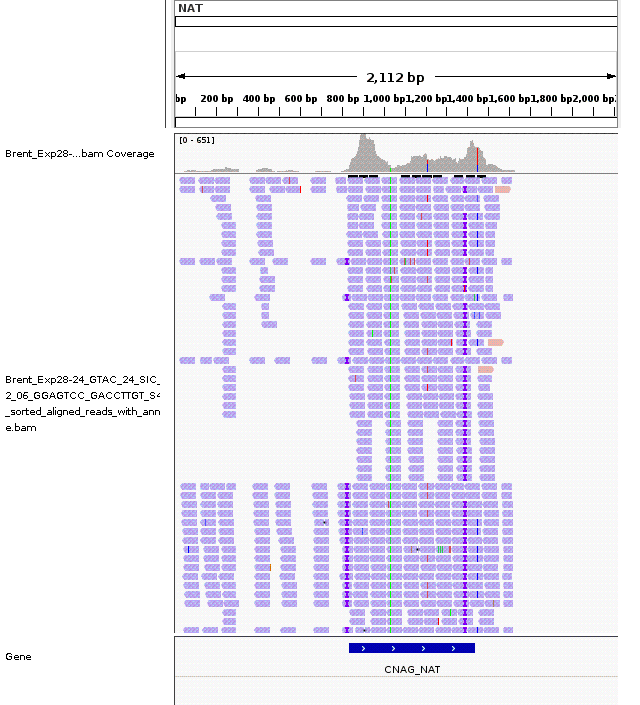 NAT
2,112 bp
bp 200 bp 400 bp 600 bp 800 bp 1,000 bp 1,200 bp 1,400 bp 1,600 bp 1,800 bp 2,000 bp
[0 - 651]
Brent_Exp28-...bam Coverage
Brent_Exp28-24_GTAC_24_SIC_
2_06_GGAGTCC_GACCTTGT_S4
_sorted_aligned_reads_with_ann
e.bam
Gene
CNAG_NAT